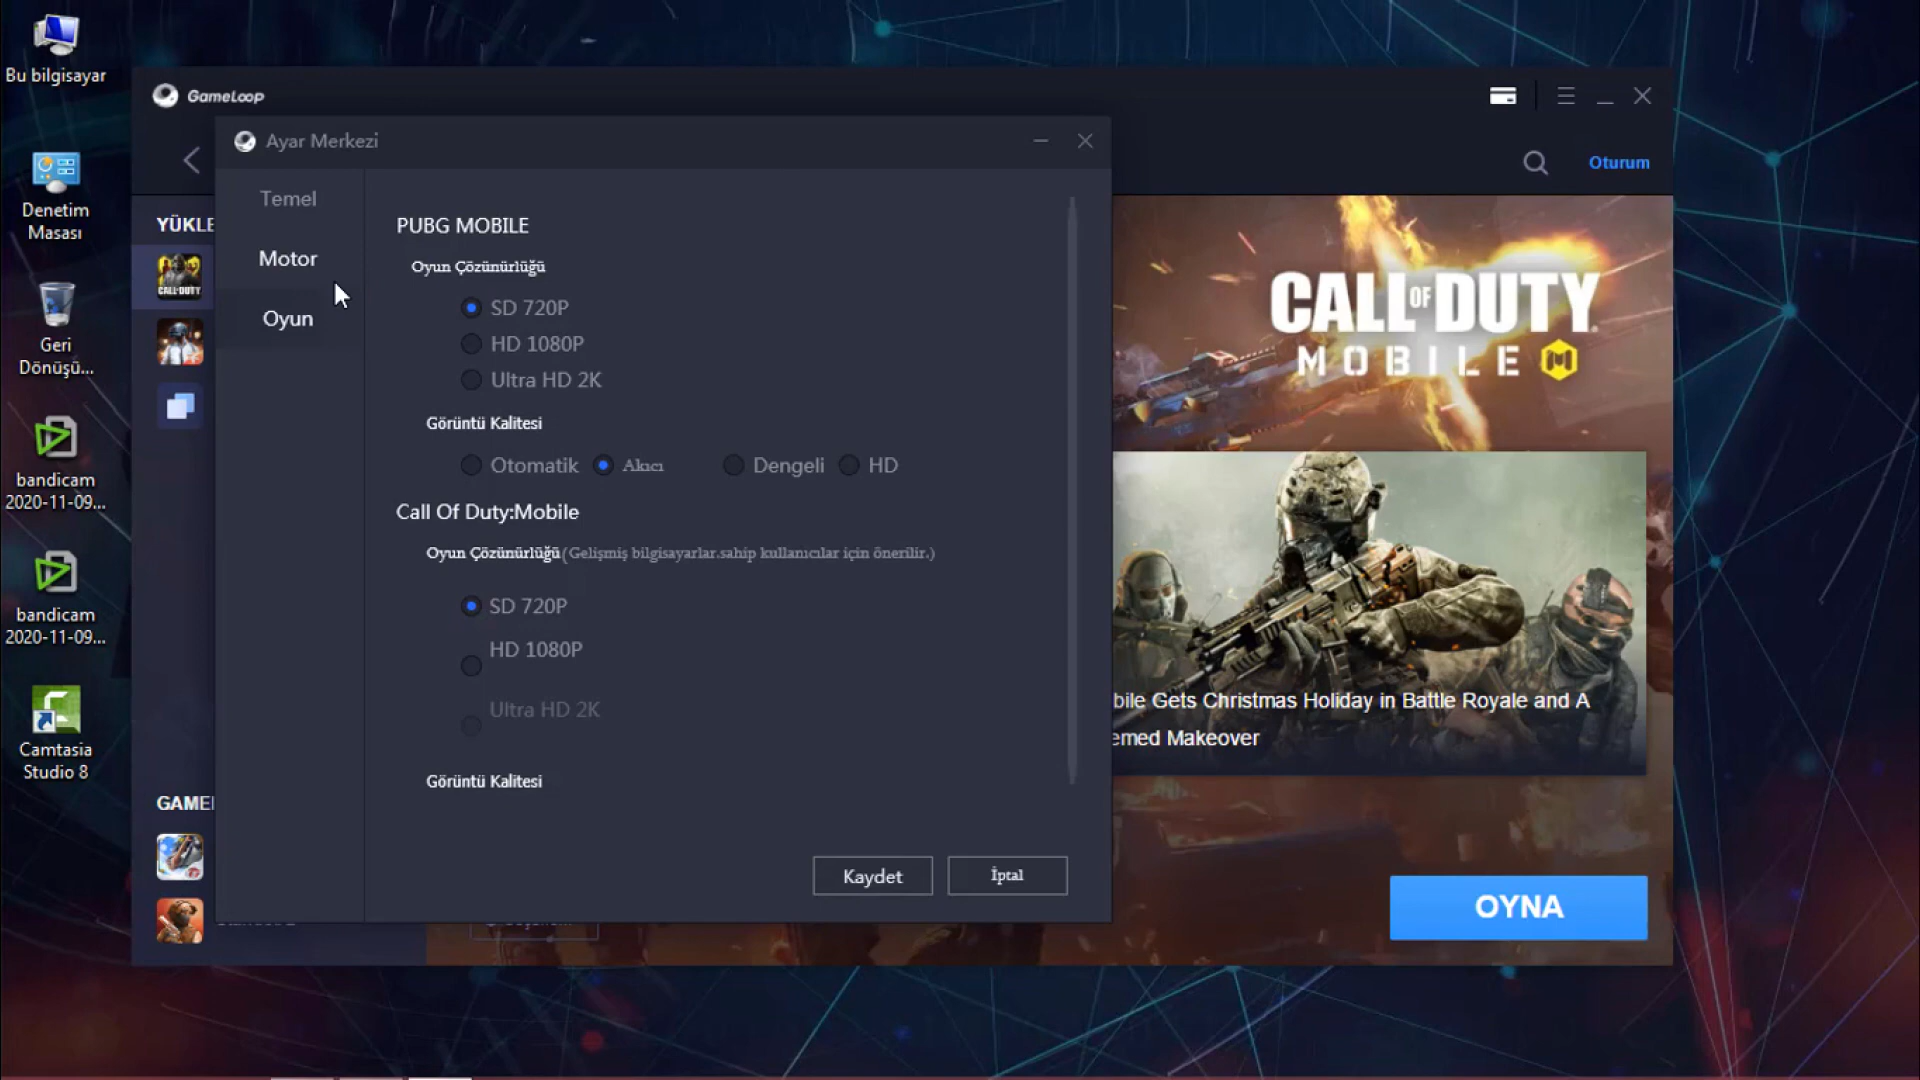 Bu bilgisayar
Denetim
Masası
Geri
Dönüşü...
bandicam
2020-11-09...
bandicam
2020-11-09...
Camtasia
Studio 8
GameLoop
Oturum
YÜKLE
GAME
Ayar Merkezi
Temel
Motor
Oyun
PUBG MOBILE
Oyun Çözünürlüğü
SD 720P
HD 1080P
Ultra HD 2K
Görüntü Kalitesi
Otomatik Akıcı Dengeli HD
Call Of Duty:Mobile
Oyun Çözünürlüğü(Gelişmiş bilgisayarlar.sahip kullanıcılar için önerilir.)
SD 720P
HD 1080P
Ultra HD 2K
Görüntü Kalitesi
Kaydet İptal
CALL OF DUTY
MOBILE
bile Gets Christmas Holiday in Battle Royale and A
emed Makeover
OYNA
CALL·DUTY